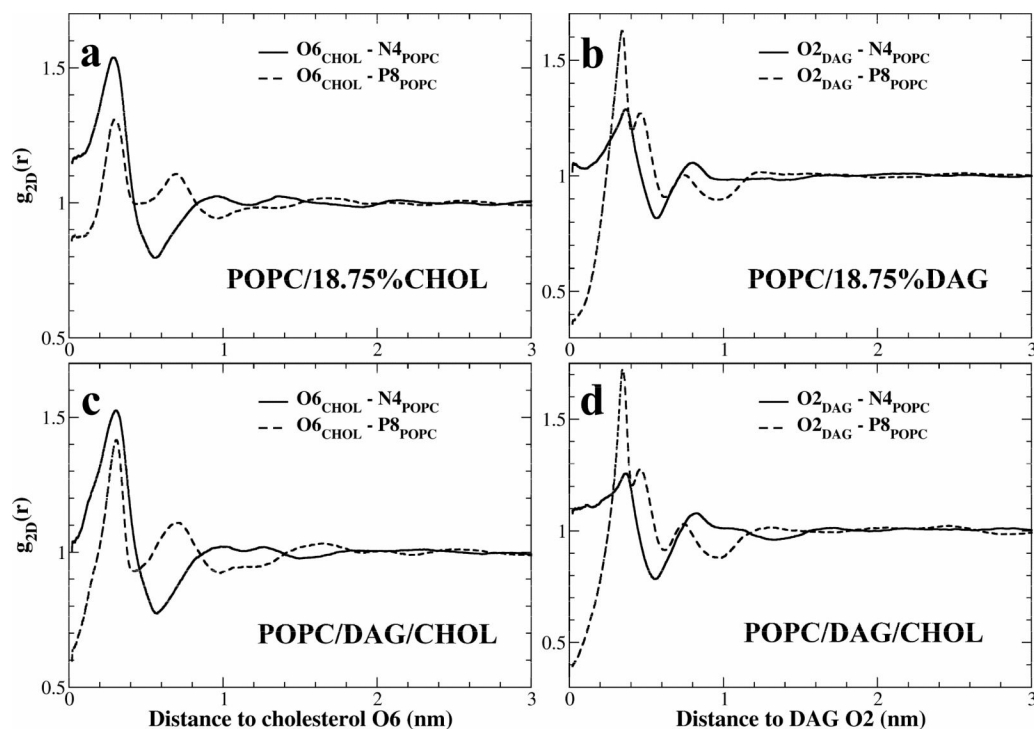 a
O6CHOL - N4POPC
O6CHOL - P8POPC
1.5
1
0.5
0 1 2 3
POPC/18.75%CHOL
b
O2DAG - N4POPC
O2DAG - P8POPC
1.5
1
0.5
0 1 2 3
POPC/18.75%DAG
g2D(r)
c
O6CHOL - N4POPC
O6CHOL - P8POPC
1.5
1
0.5
0 1 2 3
POPC/DAG/CHOL
d
O2DAG - N4POPC
O2DAG - P8POPC
1.5
1
0.5
0 1 2 3
POPC/DAG/CHOL
g2D(r)
Distance to cholesterol O6 (nm)
Distance to DAG O2 (nm)